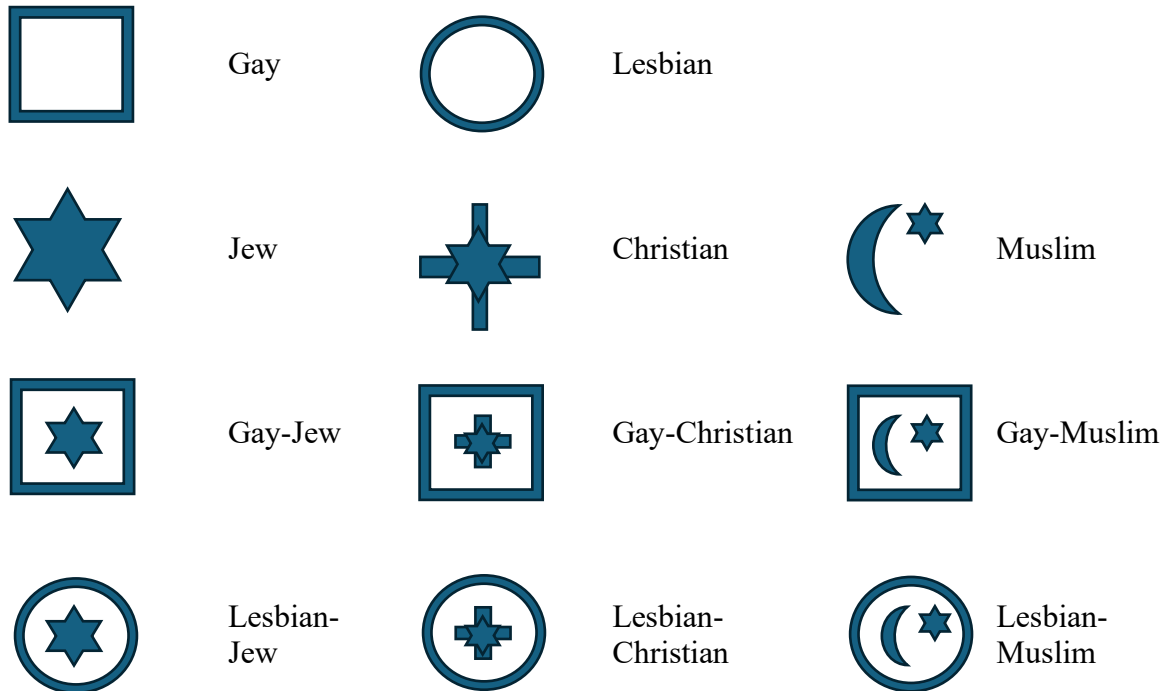 Gay
Lesbian
Jew
Christian
Muslim
Gay-Jew
Gay-Christian
Gay-Muslim
Lesbian-
Jew
Lesbian-
Christian
Lesbian-
Muslim